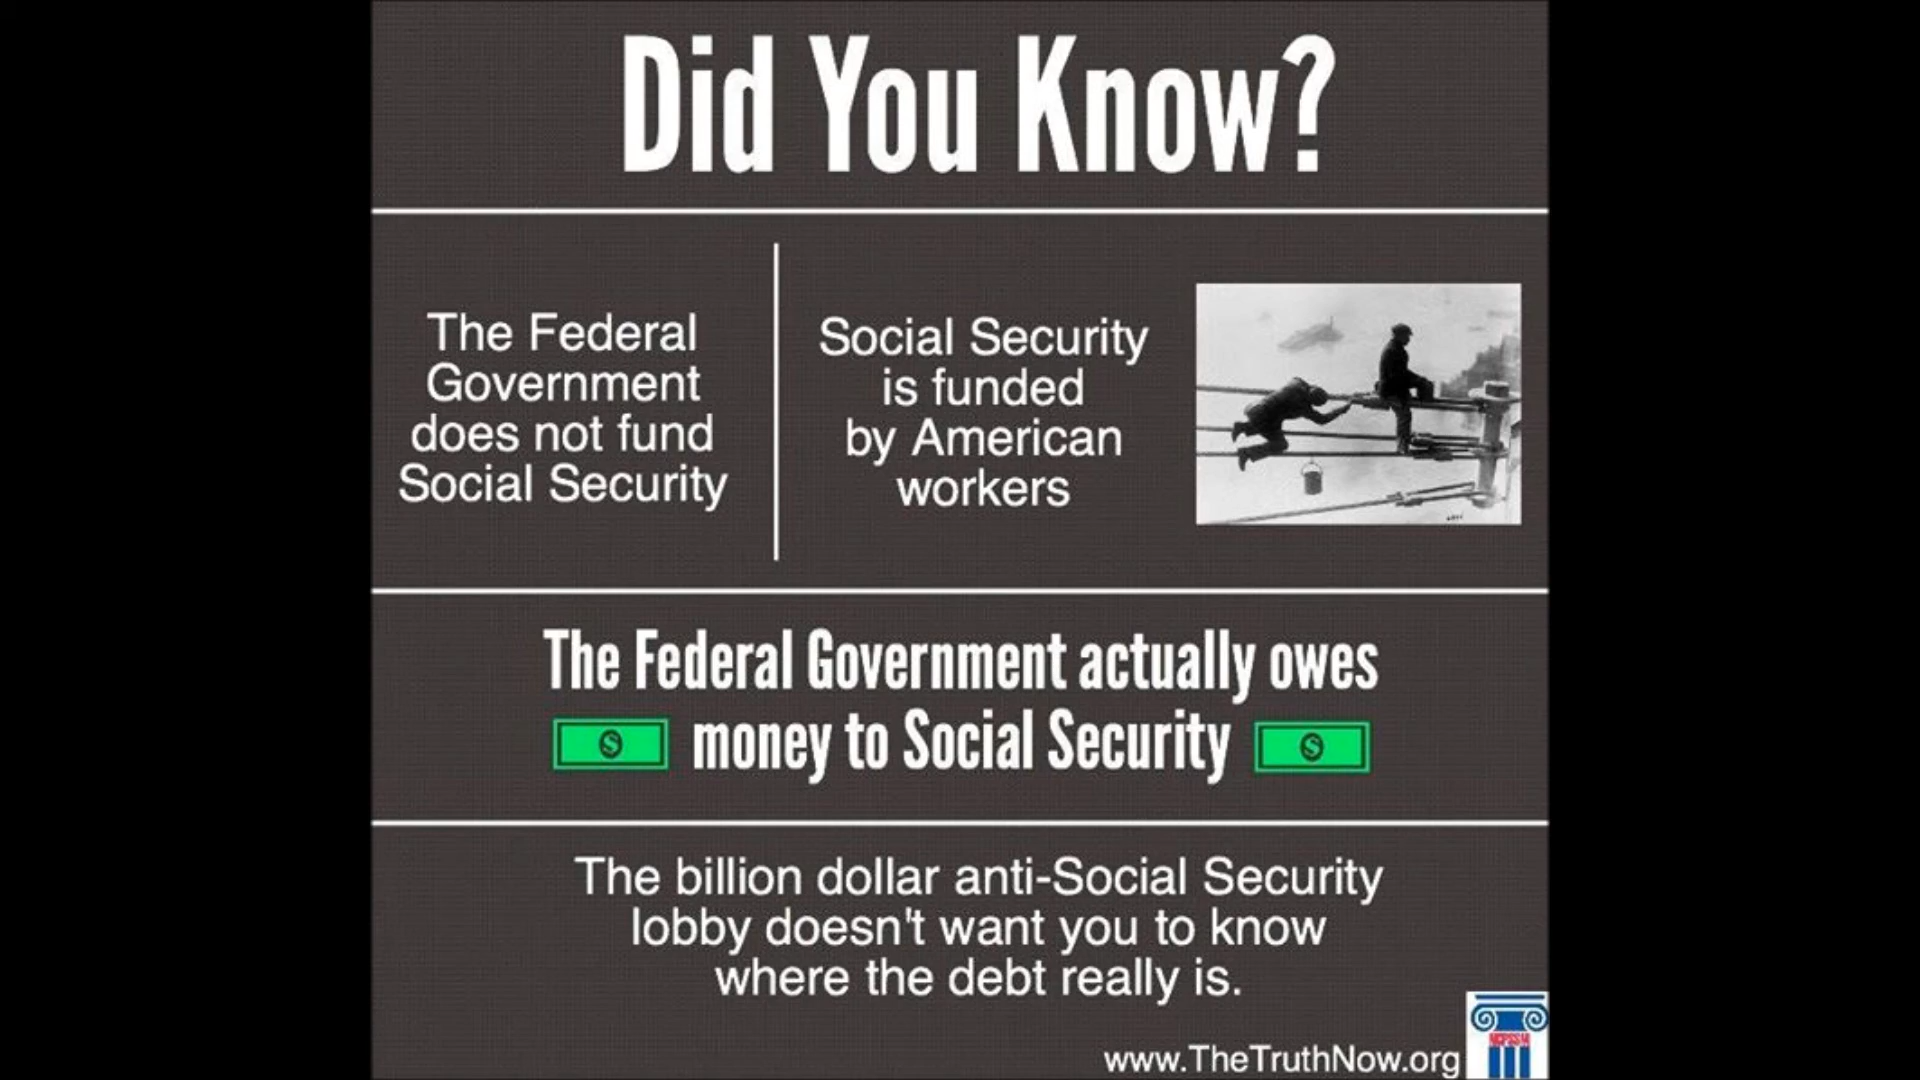 Did You Know?
The Federal
Government
does not fund
Social Security
Social Security
is funded
by American
workers
The Federal Government actually owes
money to Social Security
The billion dollar anti-Social Security
lobby doesn't want you to know
where the debt really is.
www.TheTruthNow.org